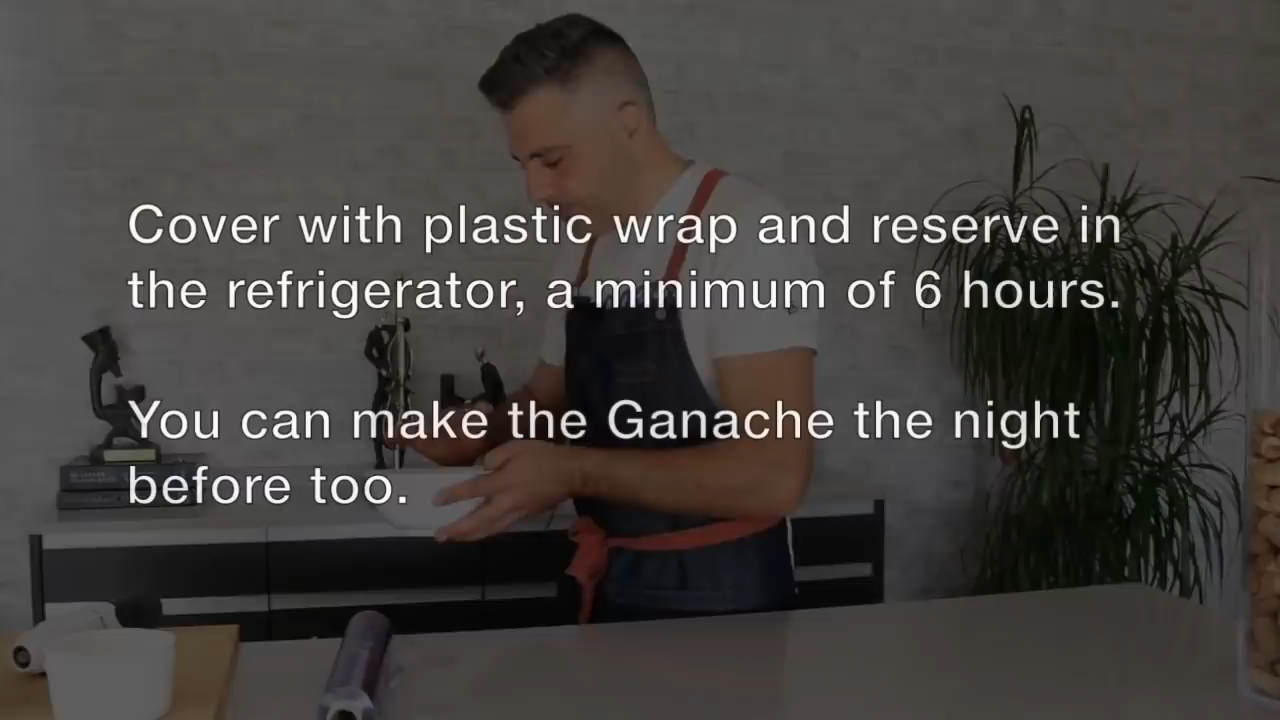 Cover with plastic wrap and reserve in
the refrigerator, a minimum of 6 hours.
You can make the Ganache the night
before too.